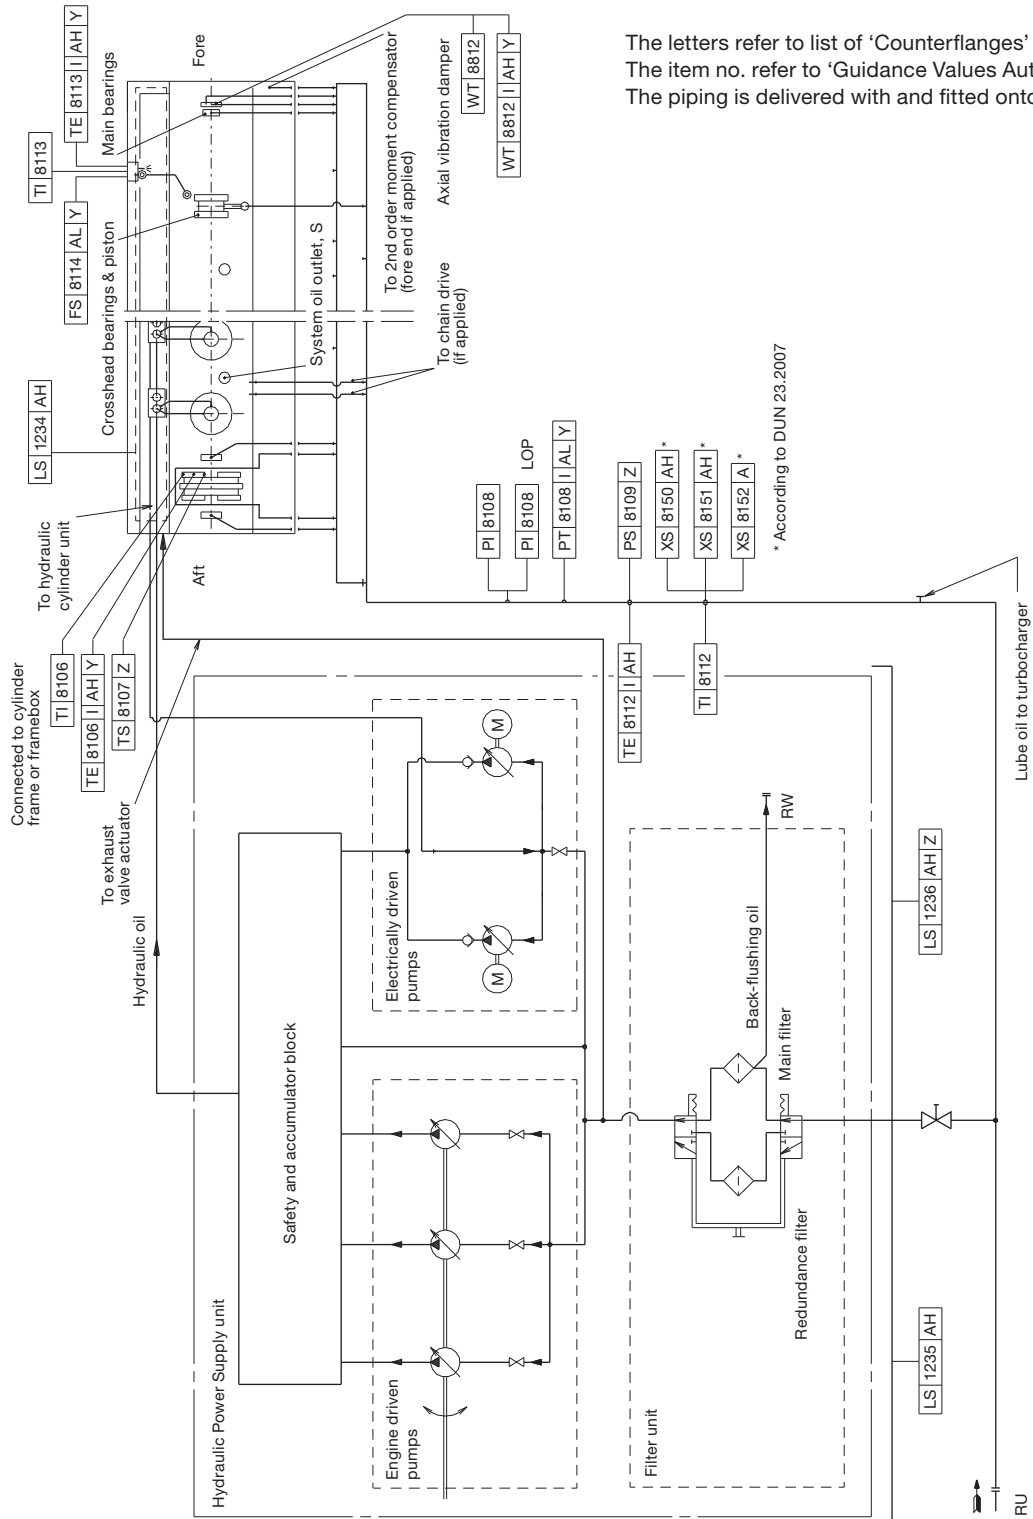 The letters refer to list of ‘Counterflanges’
The item no. refer to ‘Guidance Values Aut
The piping is delivered with and fitted onto
TI 8113
TE 8113 I AH Y
FS 8114 AL Y
Main bearings
Fore
Crosshead bearings & piston
LS 1234 AH
WT 8812
WT 8812 I AH Y
Axial vibration damper
To 2nd order moment compensator
(fore end if applied)
System oil outlet, S
To chain drive
(if applied)
To hydraulic
cylinder unit
Aft
Connected to cylinder
frame or framebox
TI 8106
TE 8106 I AH Y
TS 8107 Z
To exhaust
valve actuator
Hydraulic oil
PI 8108
PI 8108 LOP
PT 8108 I AL Y
PS 8109 Z
TE 8112 I AH
XS 8150 AH *
XS 8151 AH *
XS 8152 A *
TI 8112
* According to DUN 23.2007
Lube oil to turbocharger
Electrically driven
pumps
M
M
Safety and accumulator block
Hydraulic Power Supply unit
Engine driven
pumps
Filter unit
Redundance filter
Main filter
Back-flushing oil
RW
LS 1236 AH Z
LS 1235 AH
RU